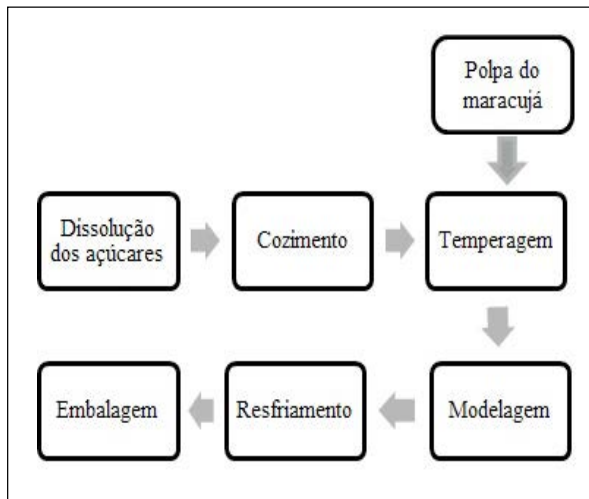 Polpa do
maracujá
Dissolução
dos açúcares
Cozimento
Temperagem
Modelagem
Resfriamento
Embalagem